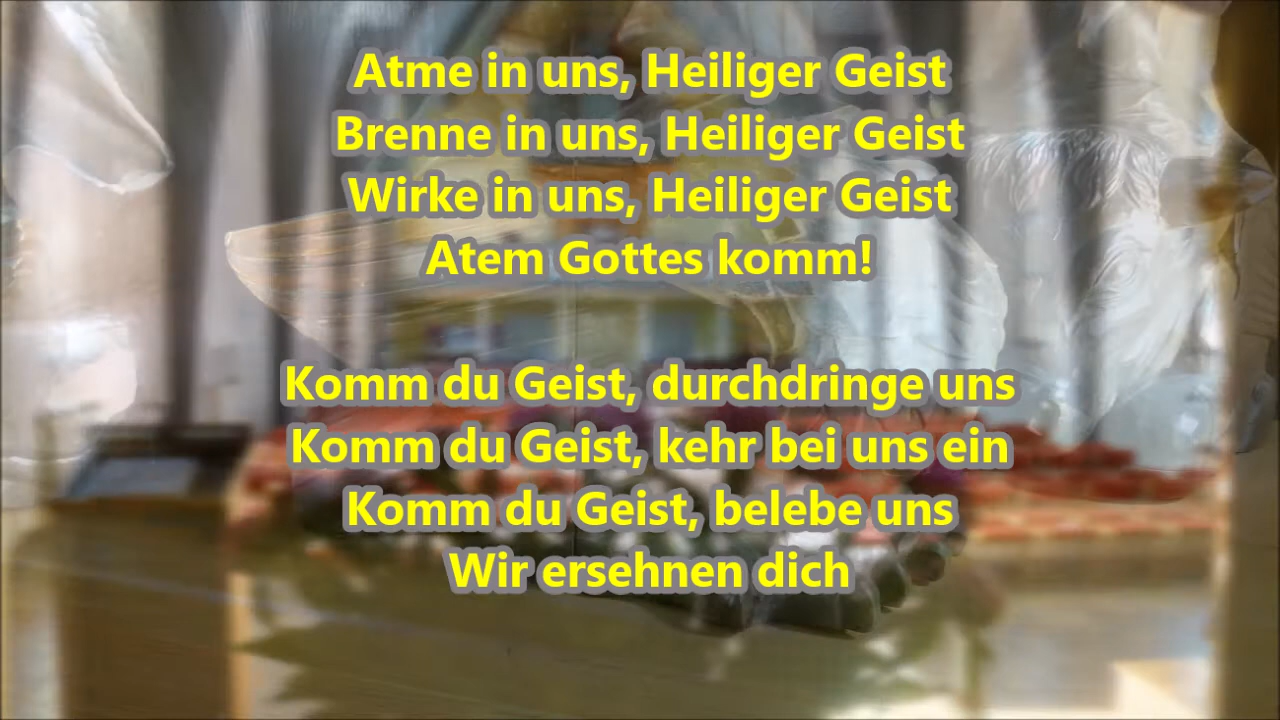 Atme in uns, Heiliger Geist
Brenne in uns, Heiliger Geist
Wirke in uns, Heiliger Geist
Atem Gottes komm!
Komm du Geist, durchdringe uns
Komm du Geist, kehr bei uns ein
Komm du Geist, belebe uns
Wir ersehnen dich